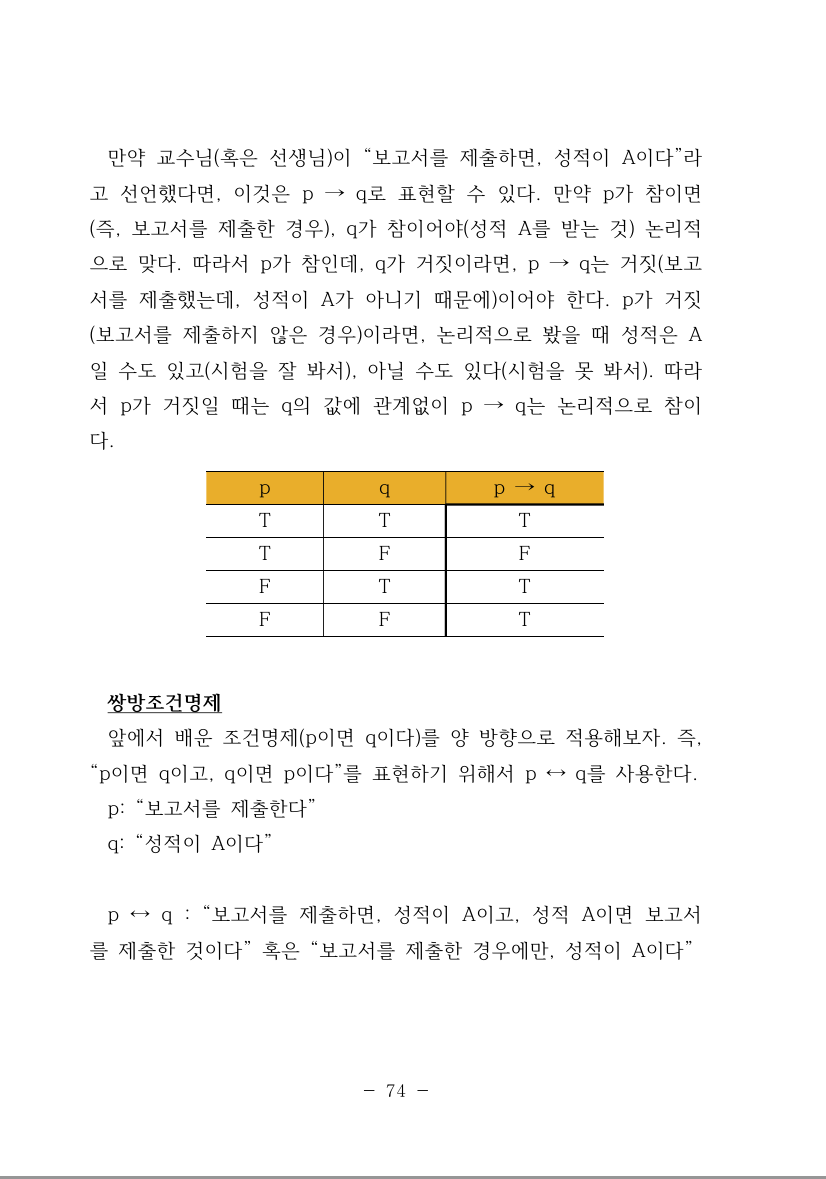 만약 교수님(혹은 선생님)이 “보고서를 제출하면, 성적이 A이다”라
고 선언했다면, 이것은 p → q로 표현할 수 있다. 만약 p가 참이면
(즉, 보고서를 제출한 경우), q가 참이어야(성적 A를 받는 것) 논리적
으로 맞다. 따라서 p가 참인데, q가 거짓이라면, p → q는 거짓(보고
서를 제출했는데, 성적이 A가 아니기 때문에)이어야 한다. p가 거짓
(보고서를 제출하지 않은 경우)이라면, 논리적으로 봤을 때 성적은 A
일 수도 있고(시험을 잘 봐서), 아닐 수도 있다(시험을 못 봐서). 따라
서 p가 거짓일 때는 q의 값에 관계없이 p → q는 논리적으로 참이
다.
p q p → q
T T T
T F F
F T T
F F T
쌍방조건명제
앞에서 배운 조건명제(p이면 q이다)를 양 방향으로 적용해보자. 즉,
“p이면 q이고, q이면 p이다”를 표현하기 위해서 p ↔ q를 사용한다.
p: “보고서를 제출한다”
q: “성적이 A이다”
p ↔ q : “보고서를 제출하면, 성적이 A이고, 성적 A이면 보고서
를 제출한 것이다” 혹은 “보고서를 제출한 경우에만, 성적이 A이다”
- 74 -